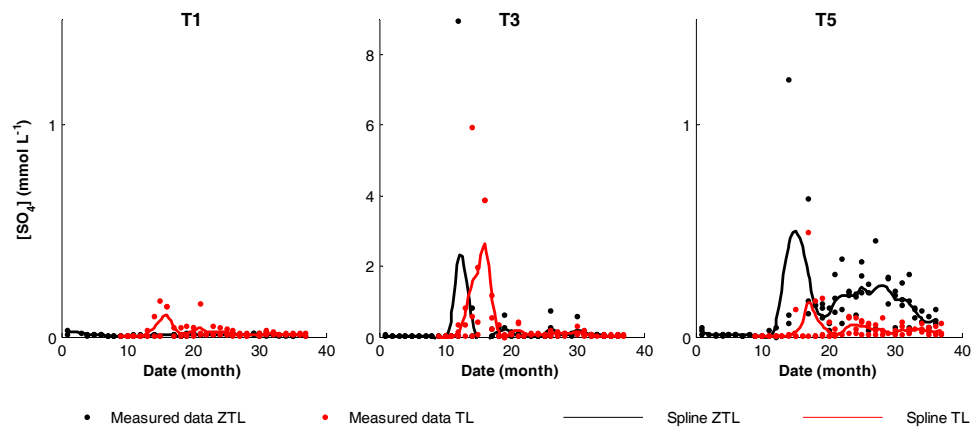 T1 T3 T5
[SO4] (mmol L-1)
1
0
0 10 20 30 40
Date (month)
8
6
4
2
0
0 10 20 30 40
Date (month)
1
0
0 10 20 30 40
Date (month)
Measured data ZTL Measured data TL Spline ZTL Spline TL